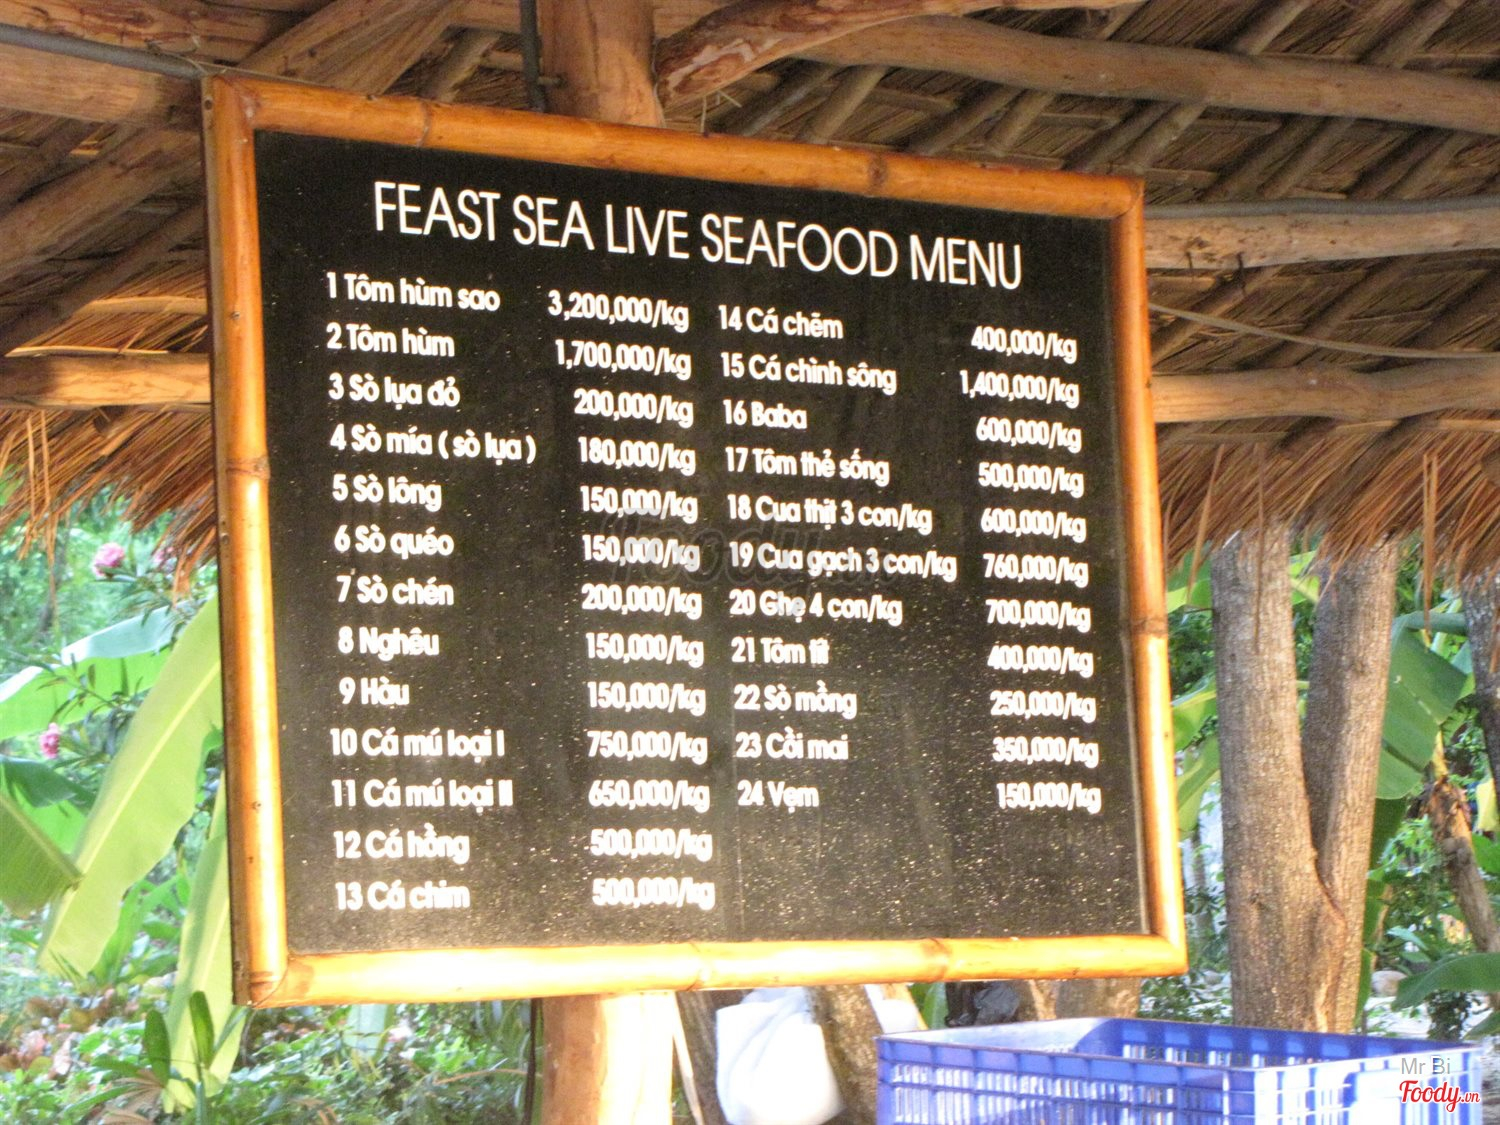 FEAST SEA LIVE SEAFOOD MENU
1 Tôm hùm sao 3,200,000/kg
2 Tôm hùm 1,700,000/kg
3 Sò lụa đỏ 200,000/kg
4 Sò mía ( sò lụa ) 180,000/kg
5 Sò lông 150,000/kg
6 Sò quéo 150,000/kg
7 Sò chén 200,000/kg
8 Nghêu 150,000/kg
9 Hàu 150,000/kg
10 Cá mú loại I 750,000/kg
11 Cá mú loại II 650,000/kg
12 Cá hồng 500,000/kg
13 Cá chim 500,000/kg
14 Cá chẽm 400,000/kg
15 Cá chình sông 1,400,000/kg
16 Baba 600,000/kg
17 Tôm thẻ sống 500,000/kg
18 Cua thịt 3 con/kg 600,000/kg
19 Cua gạch 3 con/kg 760,000/kg
20 Ghẹ 4 con/kg 700,000/kg
21 Tôm tít 400,000/kg
22 Sò mồng 250,000/kg
23 Cồi mai 350,000/kg
24 Vẹm 150,000/kg
Foody.vn
Mr Bi
Foody.vn